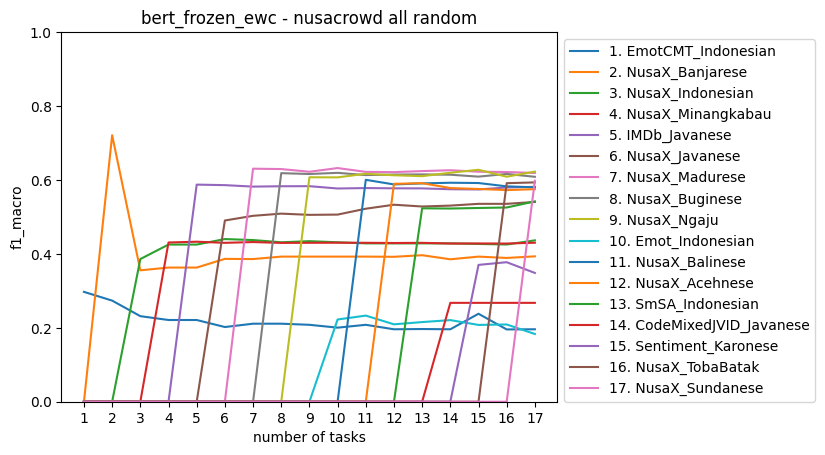 bert_frozen_ewc - nusacrowd all random
f1_macro
1.0
0.8
0.6
0.4
0.2
0.0
1 2 3 4 5 6 7 8 9 10 11 12 13 14 15 16 17
number of tasks
1. EmotCMT_Indonesian
2. NusaX_Banjarese
3. NusaX_Indonesian
4. NusaX_Minangkabau
5. IMDb_Javanese
6. NusaX_Javanese
7. NusaX_Madurese
8. NusaX_Buginese
9. NusaX_Ngaju
10. Emot_Indonesian
11. NusaX_Balinese
12. NusaX_Acehnese
13. SmSA_Indonesian
14. CodeMixedJVID_Javanese
15. Sentiment_Karonese
16. NusaX_TobaBatak
17. NusaX_Sundanese